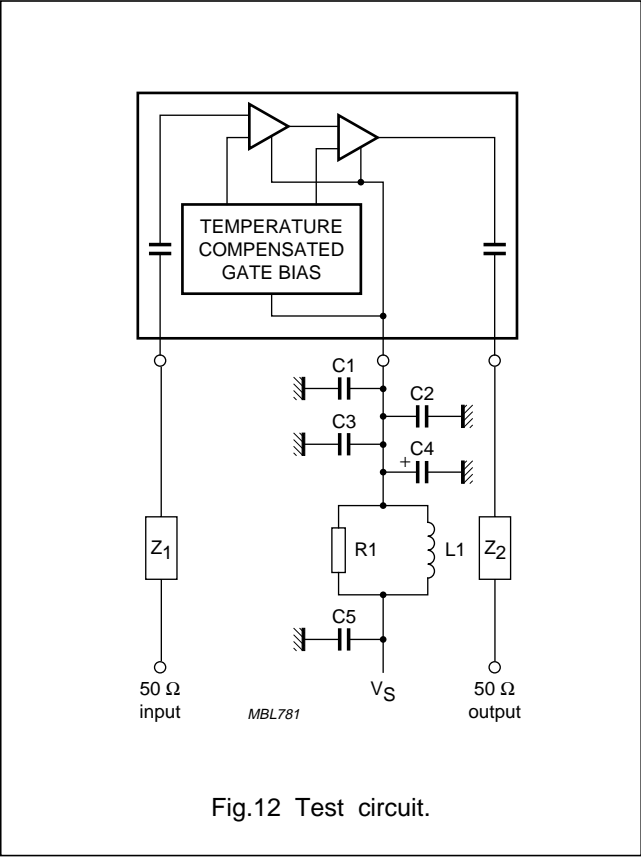 TEMPERATURE
COMPENSATED
GATE BIAS
C1
C2
C3
+
C4
Z1
R1
L1
Z2
C5
VS
50 Ω
input
MBL781
50 Ω
output
Fig.12 Test circuit.